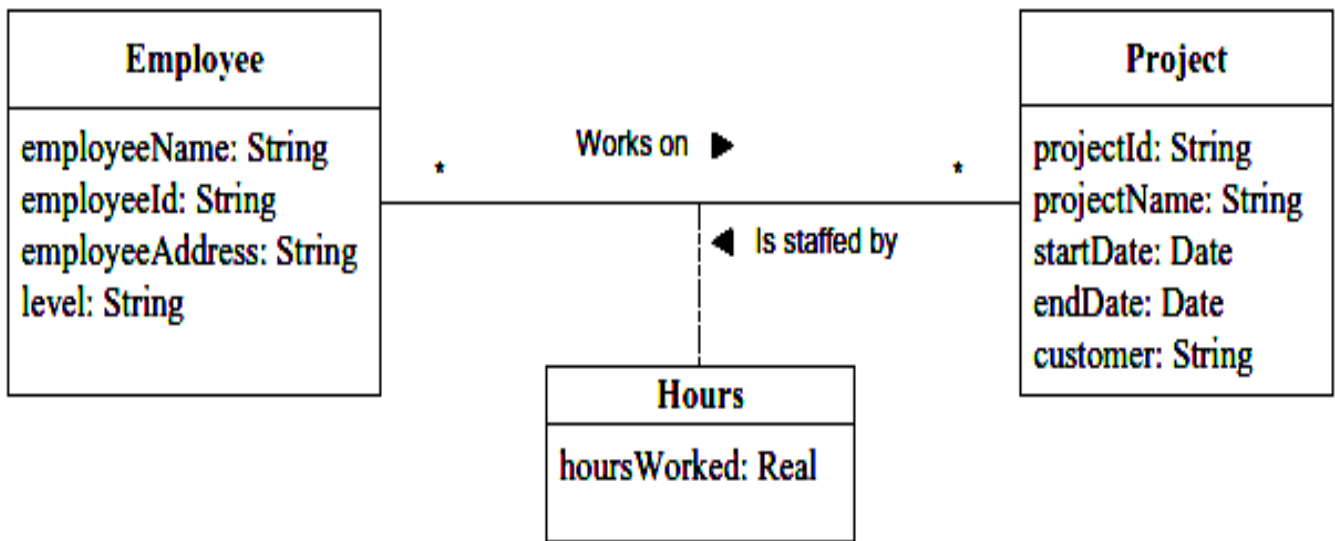 Employee
employeeName: String
employeeId: String
employeeAddress: String
level: String
*
Works on ▶
*
◀ Is staffed by
Project
projectId: String
projectName: String
startDate: Date
endDate: Date
customer: String
Hours
hoursWorked: Real